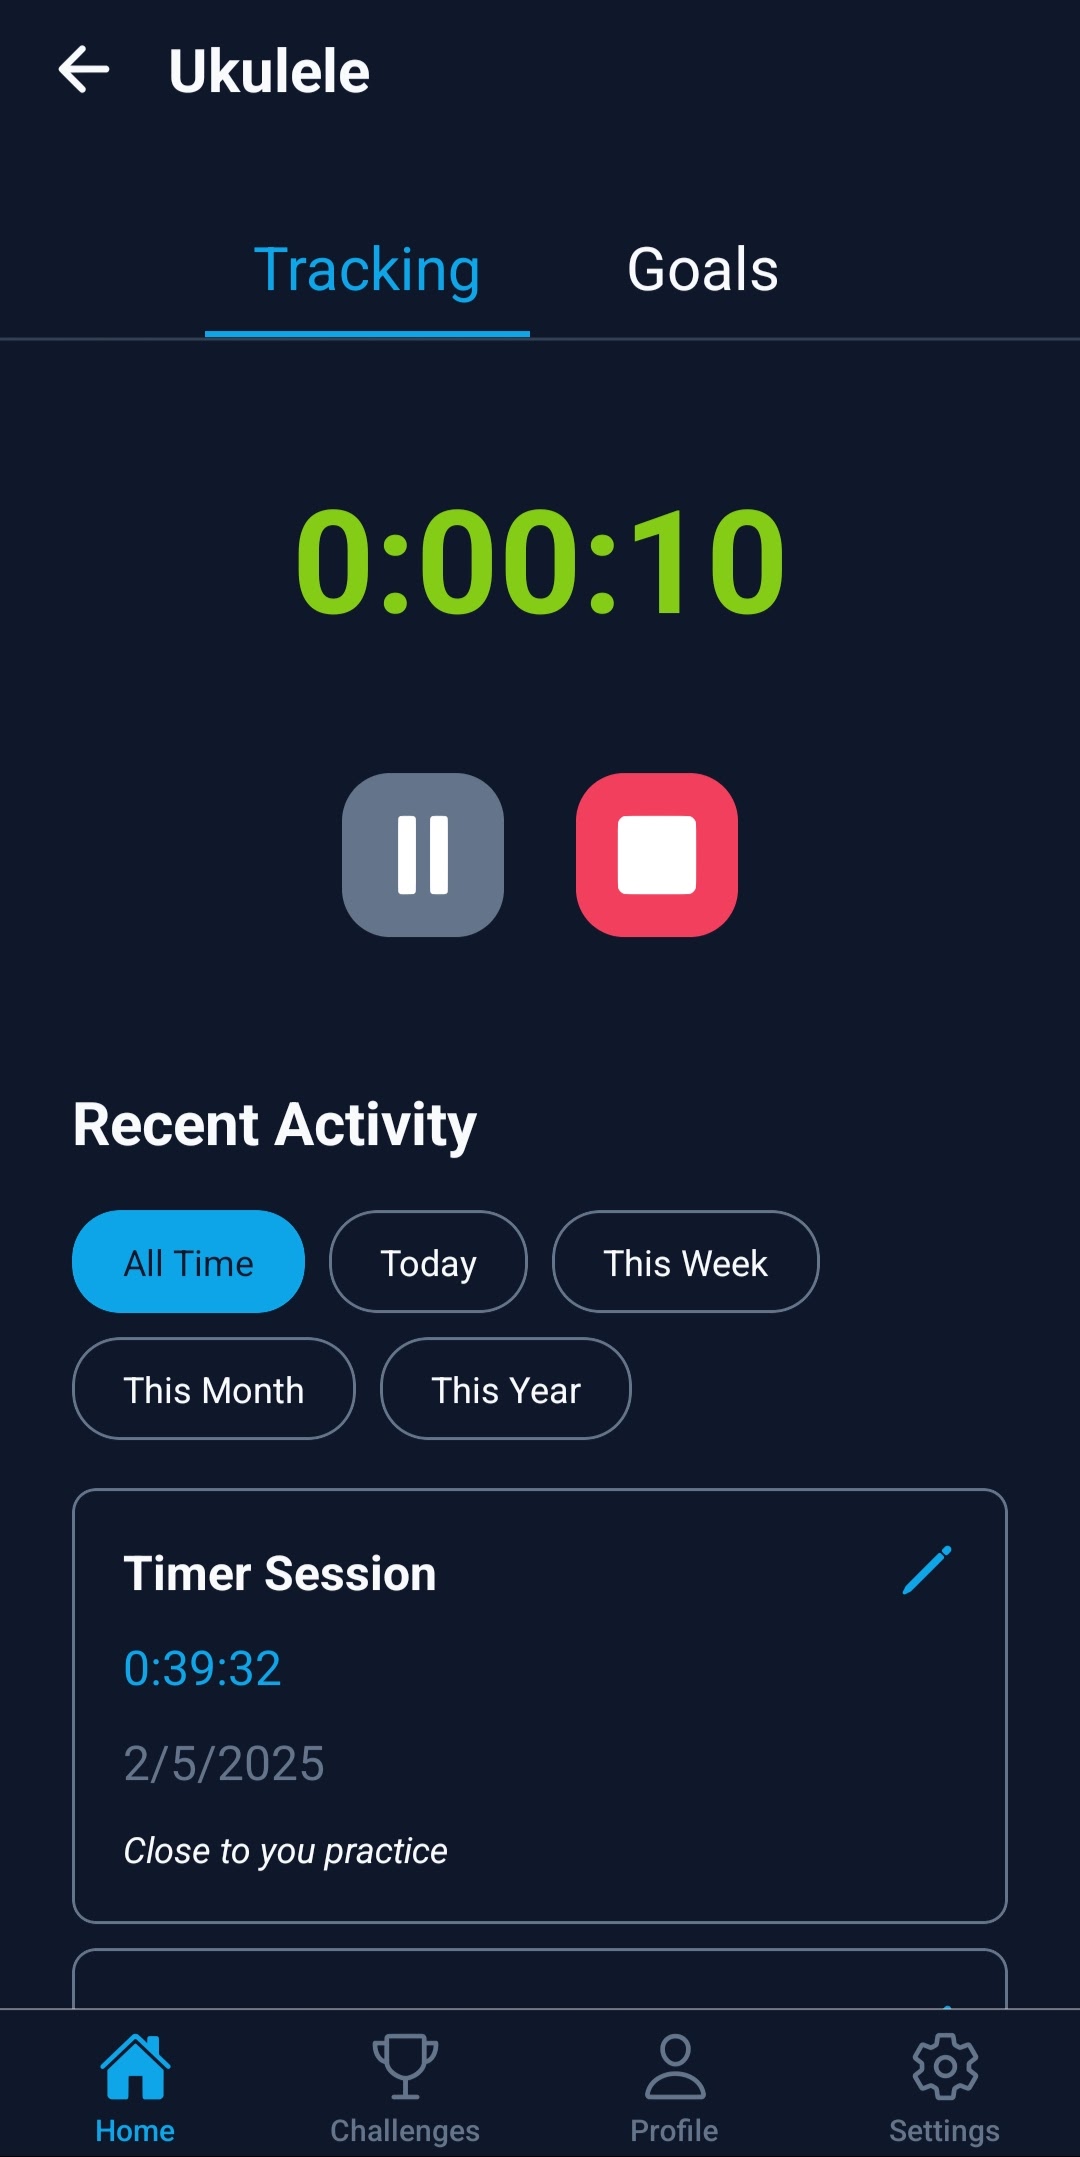 Ukulele
Tracking Goals
0:00:10
Recent Activity
All Time Today This Week
This Month This Year
Timer Session
0:39:32
2/5/2025
Close to you practice
Home Challenges Profile Settings